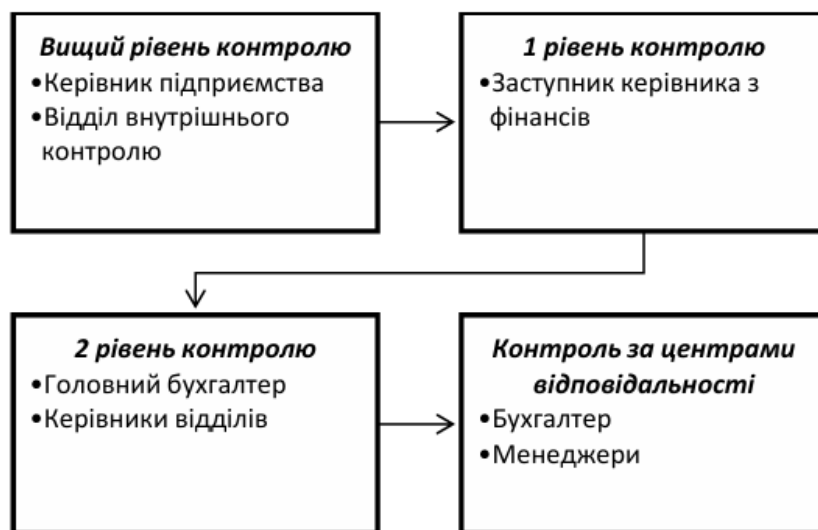 Вищий рівень контролю
•Керівник підприємства
•Відділ внутрішнього
контролю
1 рівень контролю
•Заступник керівника з
фінансів
2 рівень контролю
•Головний бухгалтер
•Керівники відділів
Контроль за центрами
відповідальності
•Бухгалтер
•Менеджери